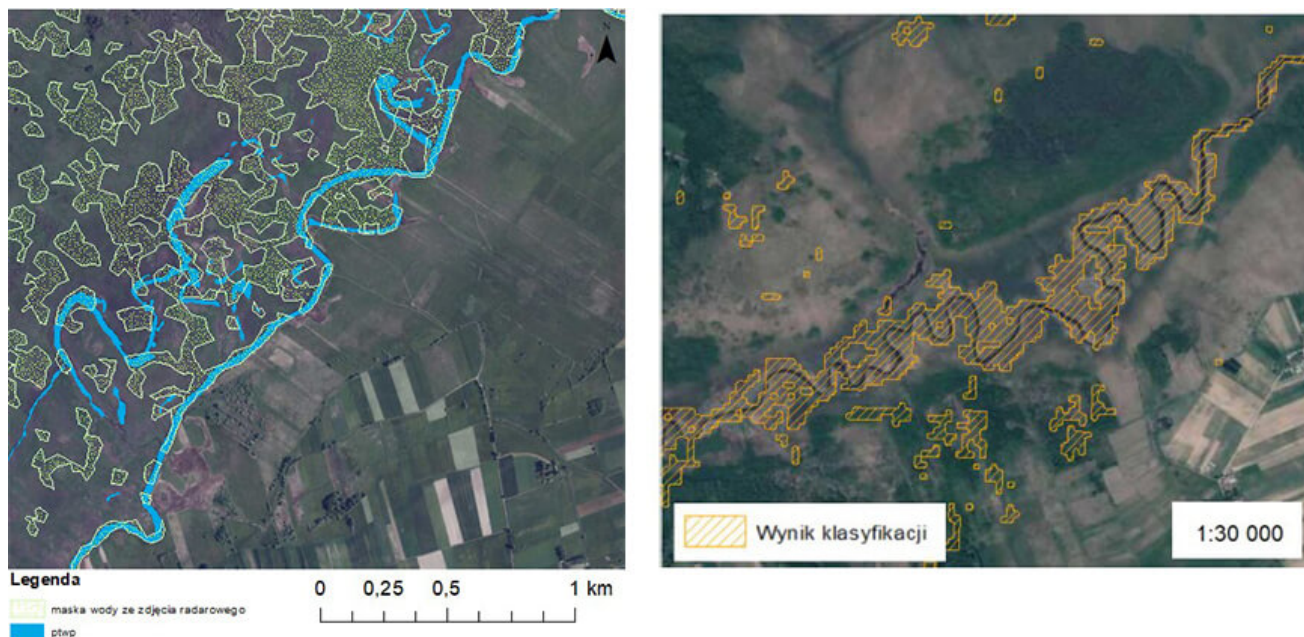 N
Legenda
maska wody ze zdjęcia radarowego
ptwp
0 0,25 0,5 1 km
Wynik klasyfikacji
1:30 000